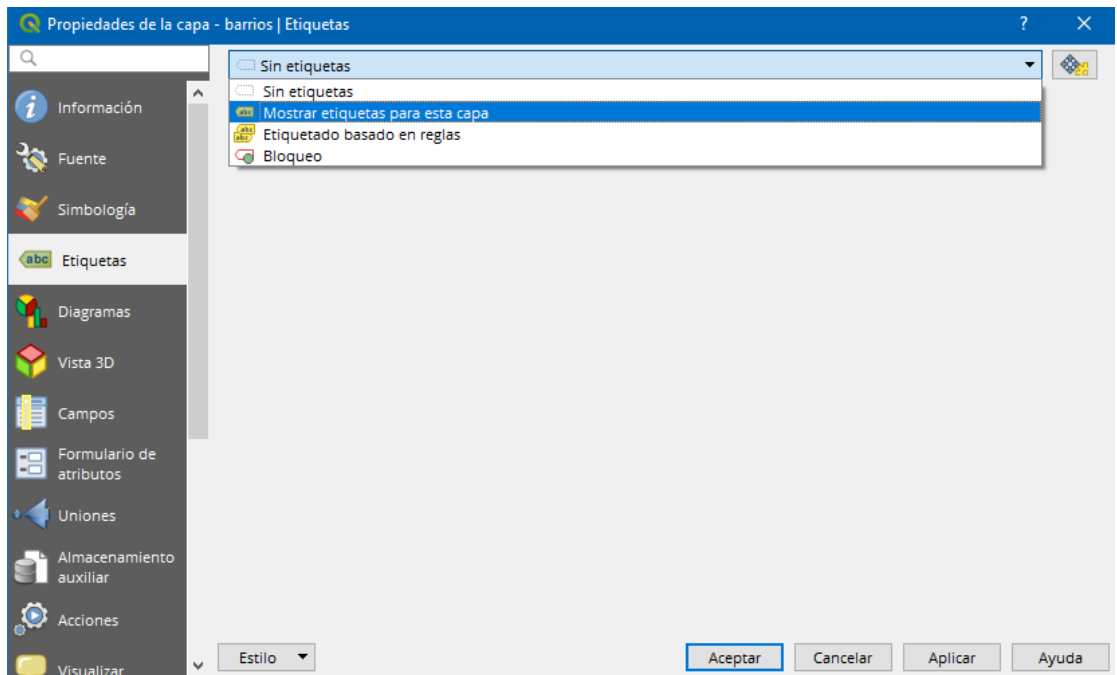 Propiedades de la capa - barrios | Etiquetas
?
Sin etiquetas
Sin etiquetas
Mostrar etiquetas para esta capa
Etiquetado basado en reglas
Bloqueo
Información
Fuente
Simbología
abc Etiquetas
Diagramas
Vista 3D
Campos
Formulario de
atributos
Uniones
Almacenamiento
auxiliar
Acciones
Visualizar
Estilo
Aceptar
Cancelar
Aplicar
Ayuda